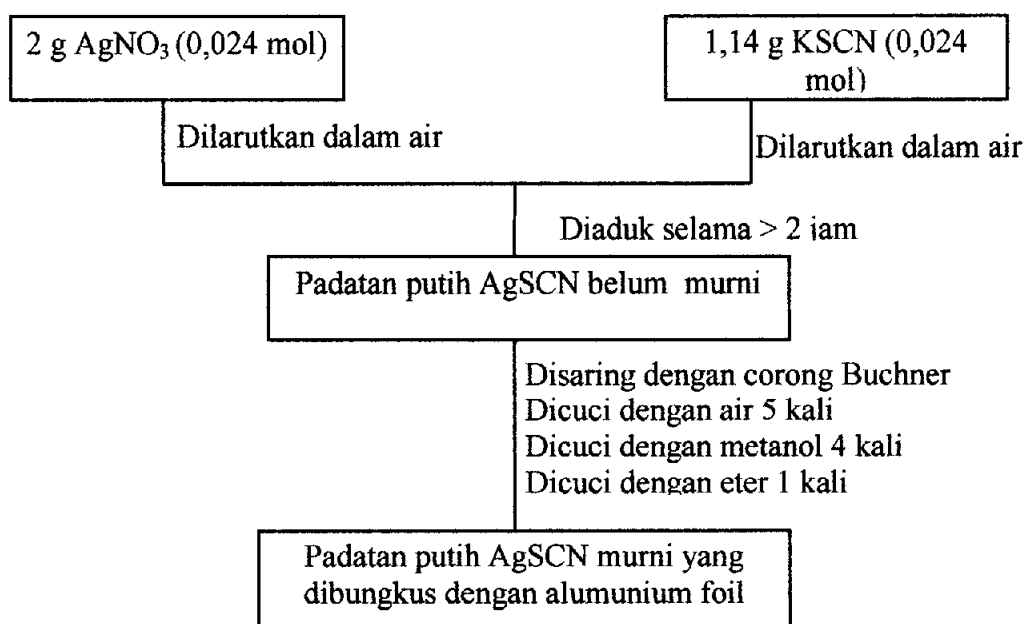 2 g AgNO₃ (0,024 mol)
1,14 g KSCN (0,024
mol)
Dilarutkan dalam air
Dilarutkan dalam air
Diaduk selama > 2 jam
Padatan putih AgSCN belum murni
Disaring dengan corong Buchner
Dicuci dengan air 5 kali
Dicuci dengan metanol 4 kali
Dicuci dengan eter 1 kali
Padatan putih AgSCN murni yang
dibungkus dengan alumunium foil